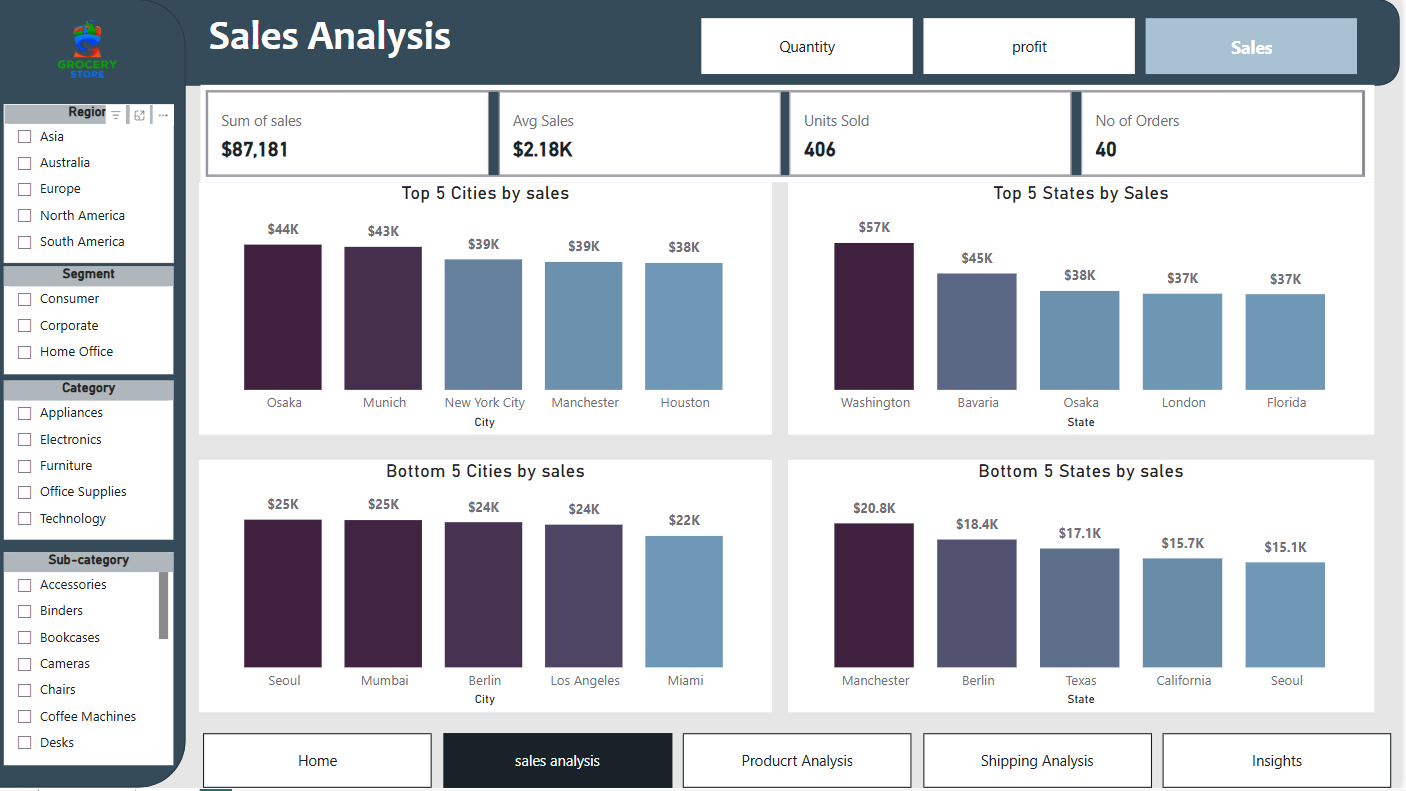 GROCERY
STORE
Sales Analysis
Quantity
profit
Sales
Region
Asia
Australia
Europe
North America
South America
Segment
Consumer
Corporate
Home Office
Category
Appliances
Electronics
Furniture
Office Supplies
Technology
Sub-category
Accessories
Binders
Bookcases
Cameras
Chairs
Coffee Machines
Desks
Sum of sales
$87,181
Avg Sales
$2.18K
Units Sold
406
No of Orders
40
Top 5 Cities by sales
$44K
$43K
$39K
$39K
$38K
Osaka
Munich
New York City
Manchester
Houston
City
Top 5 States by Sales
$57K
$45K
$38K
$37K
$37K
Washington
Bavaria
Osaka
London
Florida
State
Bottom 5 Cities by sales
$25K
$25K
$24K
$24K
$22K
Seoul
Mumbai
Berlin
Los Angeles
Miami
City
Bottom 5 States by sales
$20.8K
$18.4K
$17.1K
$15.7K
$15.1K
Manchester
Berlin
Texas
California
Seoul
State
Home
sales analysis
Producrt Analysis
Shipping Analysis
Insights